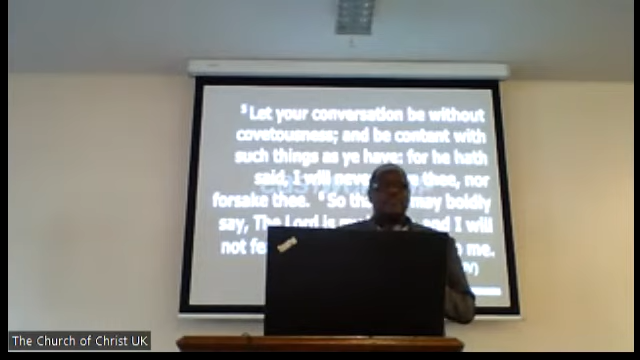 ⁵ Let your conversation be without
covetousness; and be content with
such things as ye have: for he hath
said, I will never thee, nor
forsake thee. ⁶ So may boldly
say, The Lord is and I will
not me.
The Church of Christ UK